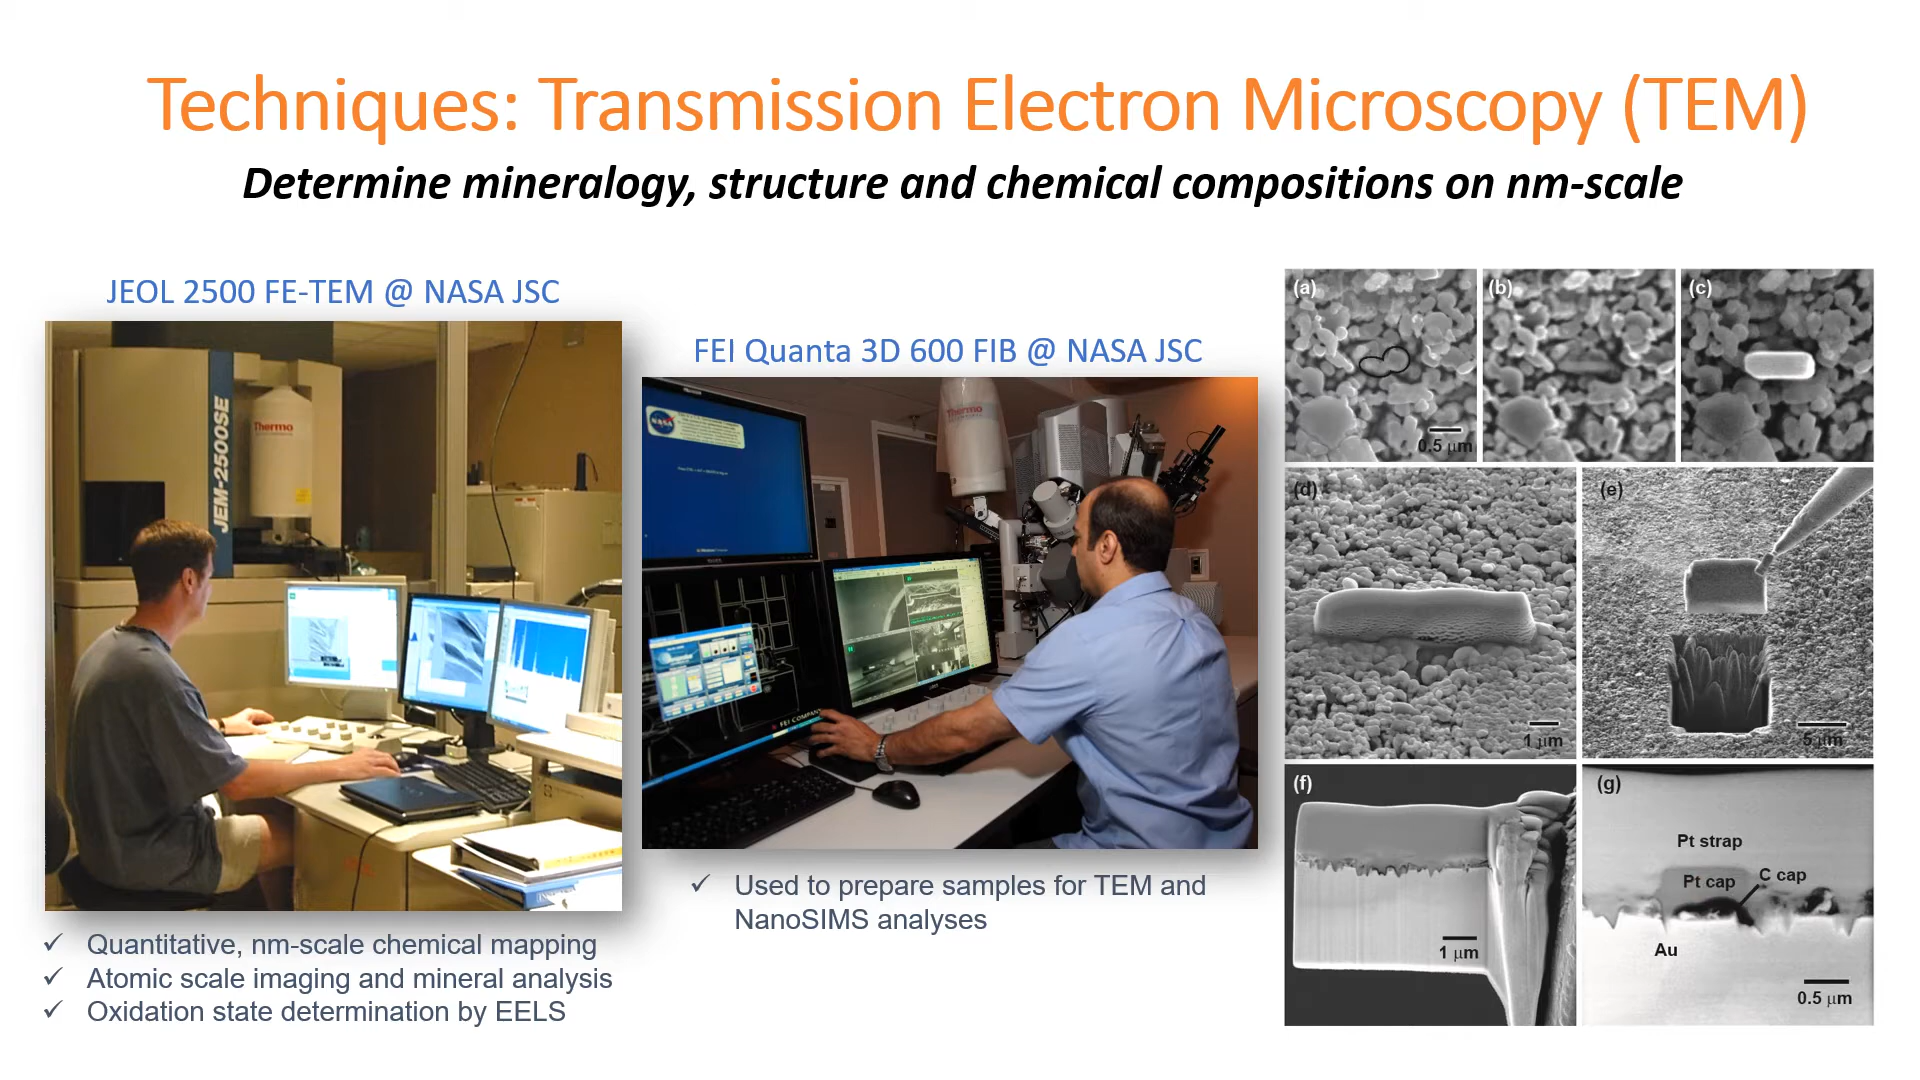 Techniques: Transmission Electron Microscopy (TEM)
Determine mineralogy, structure and chemical compositions on nm-scale
JEOL 2500 FE-TEM @ NASA JSC
JEM-2500SE
Thermo
✓ Quantitative, nm-scale chemical mapping
✓ Atomic scale imaging and mineral analysis
✓ Oxidation state determination by EELS
FEI Quanta 3D 600 FIB @ NASA JSC
NASA
Thermo
FEI COMPANY
✓ Used to prepare samples for TEM and
NanoSIMS analyses
(a)
0.5 µm
(b)
(c)
(d)
1 µm
(e)
5 µm
(f)
1 µm
(g)
Pt strap
Pt cap
C cap
Au
0.5 µm